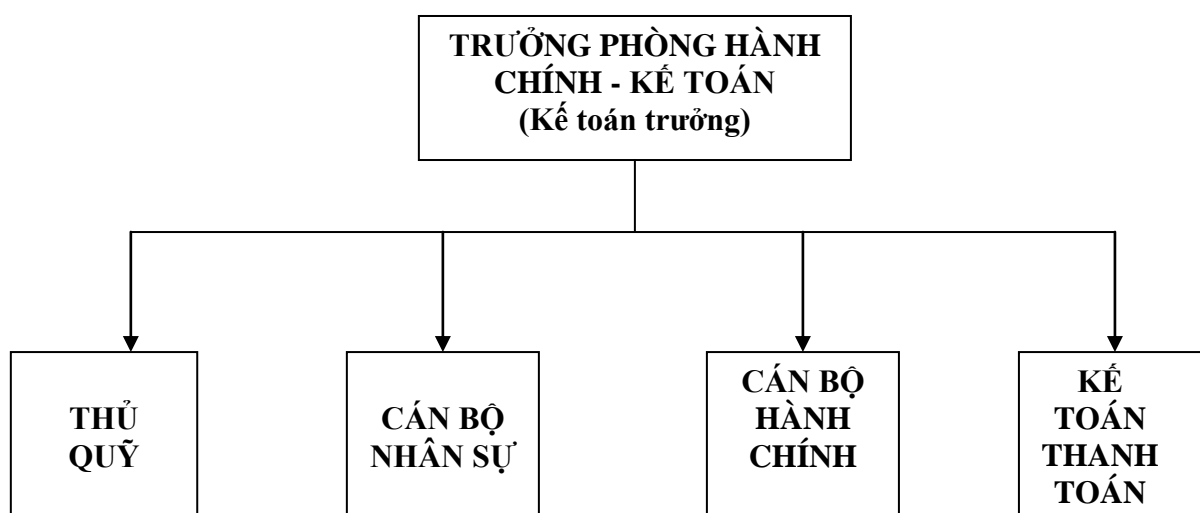 TRƯỞNG PHÒNG HÀNH
CHÍNH - KẾ TOÁN
(Kế toán trưởng)
THỦ
QUỸ
CÁN BỘ
NHÂN SỰ
CÁN BỘ
HÀNH
CHÍNH
KẾ
TOÁN
THANH
TOÁN